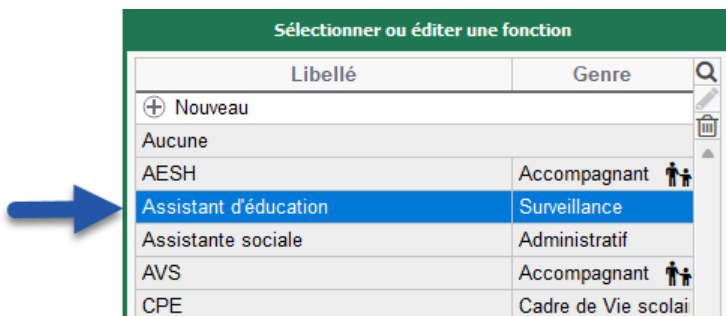 Sélectionner ou éditer une fonction
Libellé Genre
Nouveau
Aucune
AESH Accompagnant
Assistant d'éducation Surveillance
Assistante sociale Administratif
AVS Accompagnant
CPE Cadre de Vie scolai